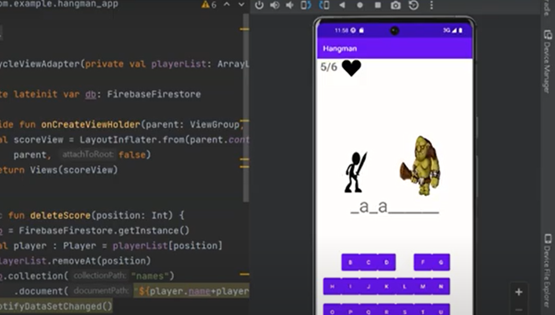 om.example.hangman_app
6
ycleViewAdapter(private val playerList: ArrayL
te lateinit var db: FirebaseFirestore
ide fun onCreateViewHolder(parent: ViewGroup,
al scoreView = LayoutInflater.from(parent.cont
parent, attachToRoot: false)
eturn Views(scoreView)
fun deleteScore(position: Int) {
= FirebaseFirestore.getInstance()
al player : Player = playerList[position]
layerList.removeAt(position)
.collection( collectionPath: "names")
.document( documentPath: "${player.name+player
otifyDataSetChanged()
11:58
3G
Hangman
5/6
_a_a______
B C D F G
H I J K L M N
O P Q R S T U
Device Manager
Device File Explorer
+